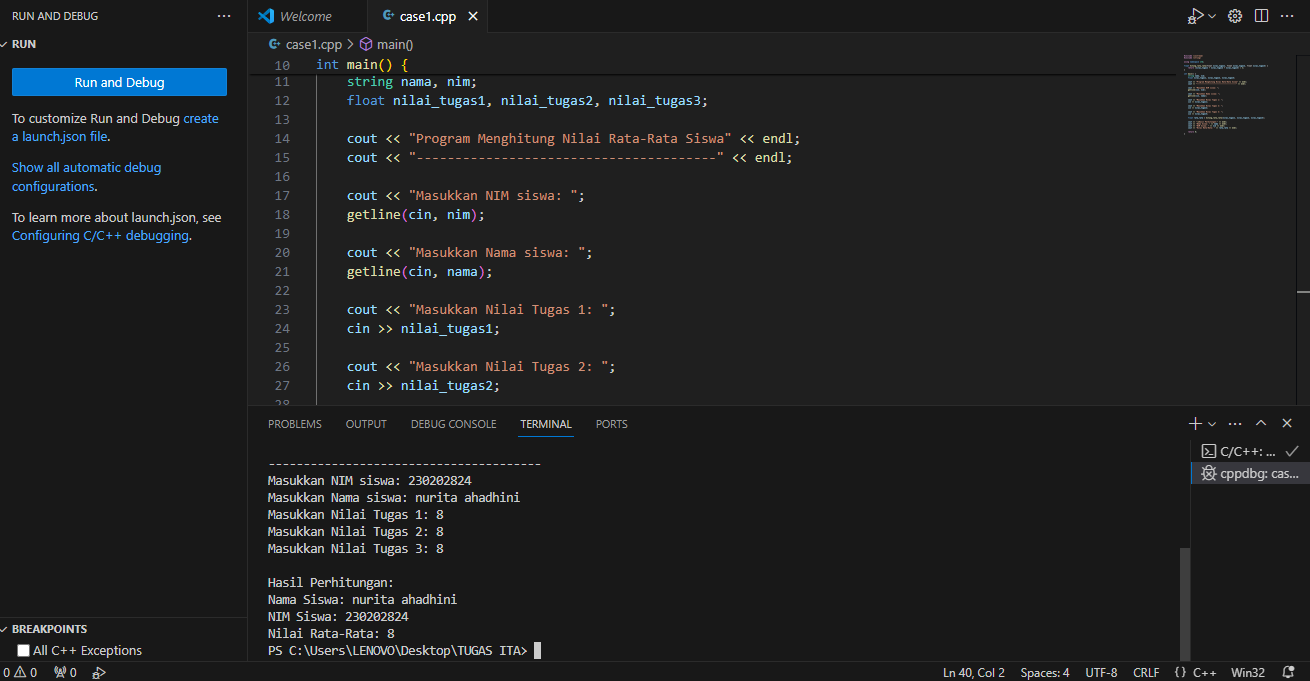 RUN AND DEBUG ···
RUN
Run and Debug
To customize Run and Debug create
a launch.json file.
Show all automatic debug
configurations.
To learn more about launch.json, see
Configuring C/C++ debugging.
BREAKPOINTS
All C++ Exceptions
Welcome
case1.cpp
case1.cpp > main()
10 int main() {
11 string nama, nim;
12 float nilai_tugas1, nilai_tugas2, nilai_tugas3;
13
14 cout << "Program Menghitung Nilai Rata-Rata Siswa" << endl;
15 cout << "---------------------------------------" << endl;
16
17 cout << "Masukkan NIM siswa: ";
18 getline(cin, nim);
19
20 cout << "Masukkan Nama siswa: ";
21 getline(cin, nama);
22
23 cout << "Masukkan Nilai Tugas 1: ";
24 cin >> nilai_tugas1;
25
26 cout << "Masukkan Nilai Tugas 2: ";
27 cin >> nilai_tugas2;
28
PROBLEMS OUTPUT DEBUG CONSOLE TERMINAL PORTS
---------------------------------------
Masukkan NIM siswa: 230202824
Masukkan Nama siswa: nurita ahadhini
Masukkan Nilai Tugas 1: 8
Masukkan Nilai Tugas 2: 8
Masukkan Nilai Tugas 3: 8
Hasil Perhitungan:
Nama Siswa: nurita ahadhini
NIM Siswa: 230202824
Nilai Rata-Rata: 8
PS C:\Users\LENOVO\Desktop\TUGAS ITA>
C/C++: ...
cppdbg: cas...
0 0 0 Ln 40, Col 2 Spaces: 4 UTF-8 CRLF {} C++ Win32